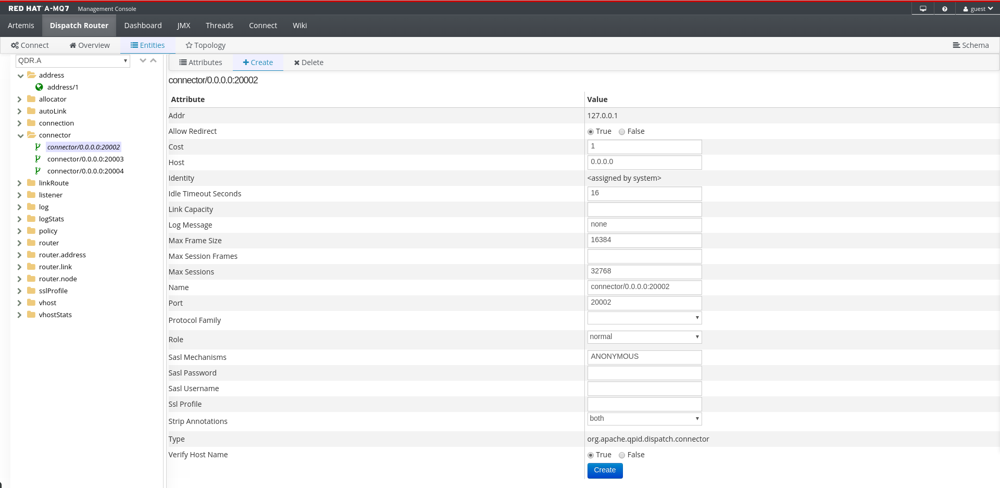 RED HAT A-MQ7 Management Console guest
Artemis Dispatch Router Dashboard JMX Threads Connect Wiki
Connect Overview Entities Topology Schema
QDR.A
address
address/1
allocator
autoLink
connection
connector
connector/0.0.0.0:20002
connector/0.0.0.0:20003
connector/0.0.0.0:20004
linkRoute
listener
log
logStats
policy
router
router.address
router.link
router.node
sslProfile
vhost
vhostStats
Attributes Create Delete
connector/0.0.0.0:20002
Attribute Value
Addr 127.0.0.1
Allow Redirect True False
Cost 1
Host 0.0.0.0
Identity <assigned by system>
Idle Timeout Seconds 16
Link Capacity
Log Message none
Max Frame Size 16384
Max Session Frames
Max Sessions 32768
Name connector/0.0.0.0:20002
Port 20002
Protocol Family
Role normal
Sasl Mechanisms ANONYMOUS
Sasl Password
Sasl Username
Ssl Profile
Strip Annotations both
Type org.apache.qpid.dispatch.connector
Verify Host Name True False
Create